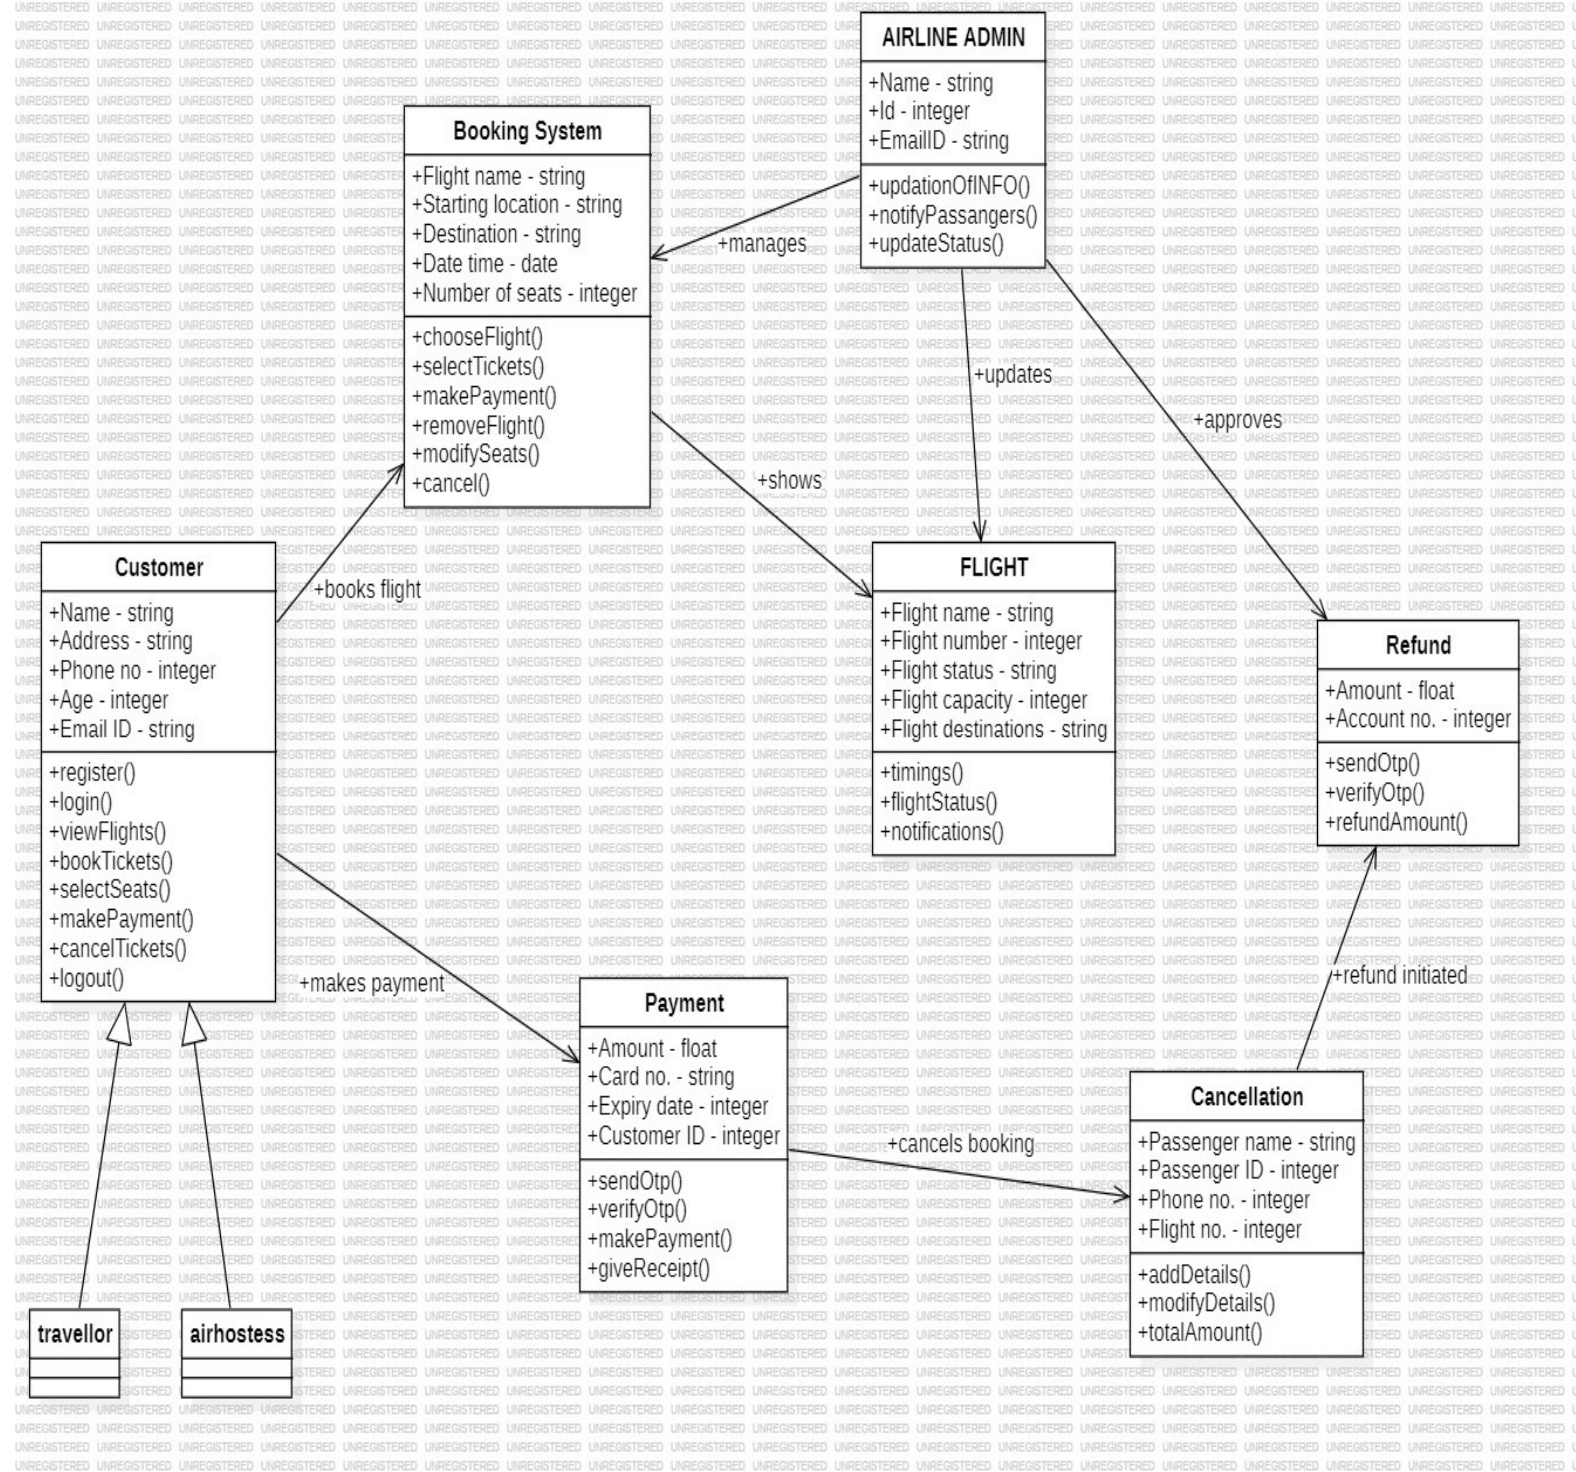 AIRLINE ADMIN
+Name - string
+Id - integer
+EmailID - string
+updationOfINFO()
+notifyPassangers()
+updateStatus()
Booking System
+Flight name - string
+Starting location - string
+Destination - string
+Date time - date
+Number of seats - integer
+chooseFlight()
+selectTickets()
+makePayment()
+removeFlight()
+modifySeats()
+cancel()
+manages
+updates
+approves
+shows
+books flight
Customer
+Name - string
+Address - string
+Phone no - integer
+Age - integer
+Email ID - string
+register()
+login()
+viewFlights()
+bookTickets()
+selectSeats()
+makePayment()
+cancelTickets()
+logout()
FLIGHT
+Flight name - string
+Flight number - integer
+Flight status - string
+Flight capacity - integer
+Flight destinations - string
+timings()
+flightStatus()
+notifications()
Refund
+Amount - float
+Account no. - integer
+sendOtp()
+verifyOtp()
+refundAmount()
+makes payment
+refund initiated
Payment
+Amount - float
+Card no. - string
+Expiry date - integer
+Customer ID - integer
+sendOtp()
+verifyOtp()
+makePayment()
+giveReceipt()
+cancels booking
Cancellation
+Passenger name - string
+Passenger ID - integer
+Phone no. - integer
+Flight no. - integer
+addDetails()
+modifyDetails()
+totalAmount()
travellor
airhostess
UNREGISTERED